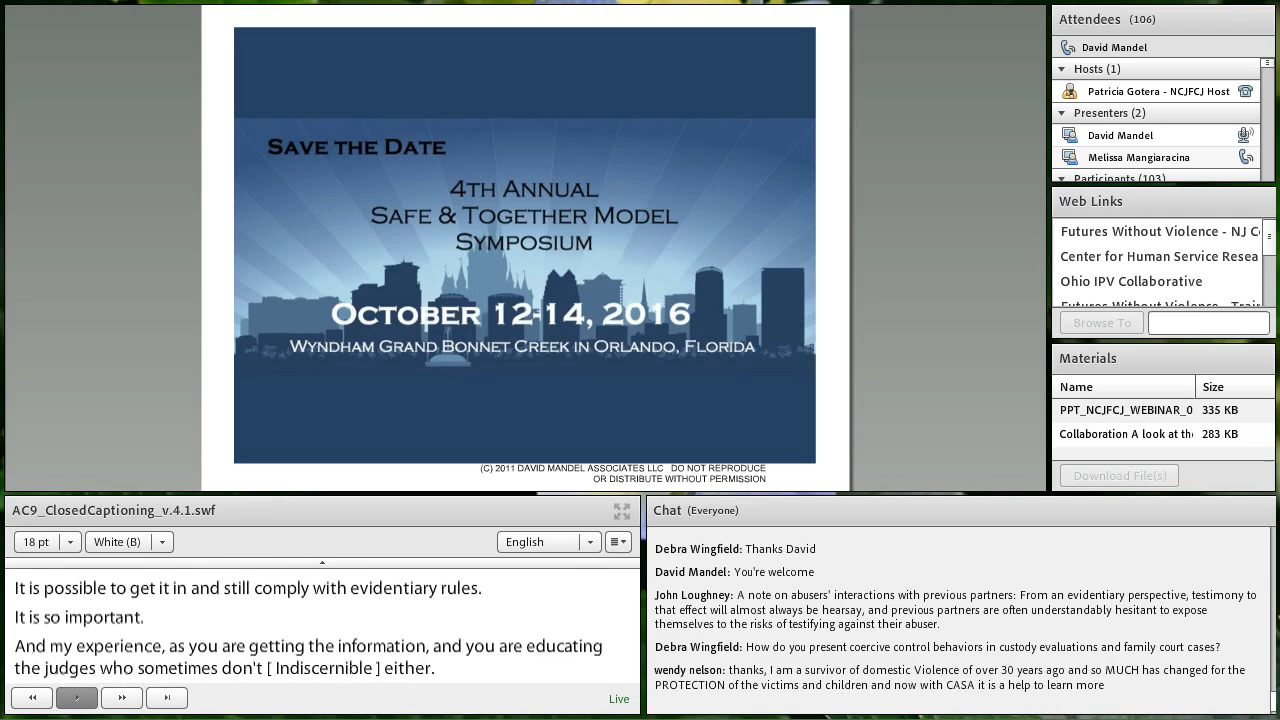 SAVE THE DATE
4TH ANNUAL
SAFE & TOGETHER MODEL
SYMPOSIUM
OCTOBER 12-14, 2016
WYNDHAM GRAND BONNET CREEK IN ORLANDO, FLORIDA
(C) 2011 DAVID MANDEL ASSOCIATES LLC DO NOT REPRODUCE
OR DISTRIBUTE WITHOUT PERMISSION
Attendees (106)
David Mandel
Hosts (1)
Patricia Gotera - NCJFCJ Host
Presenters (2)
David Mandel
Melissa Mangiaracina
Participants (103)
Web Links
Futures Without Violence - NJ C
Center for Human Service Resea
Ohio IPV Collaborative
Futures Without Violence - Trai
Browse To
Materials
Name Size
PPT_NCJFCJ_WEBINAR_0 335 KB
Collaboration A look at the 283 KB
Download File(s)
AC9_ClosedCaptioning_v.4.1.swf
18 pt White (B) English
It is possible to get it in and still comply with evidentiary rules.
It is so important.
And my experience, as you are getting the information, and you are educating
the judges who sometimes don't [ Indiscernible ] either.
Live
Chat (Everyone)
Debra Wingfield: Thanks David
David Mandel: You're welcome
John Loughney: A note on abusers' interactions with previous partners: From an evidentiary perspective, testimony to
that effect will almost always be hearsay, and previous partners are often understandably hesitant to expose
themselves to the risks of testifying against their abuser.
Debra Wingfield: How do you present coercive control behaviors in custody evaluations and family court cases?
wendy nelson: thanks, I am a survivor of domestic Violence of over 30 years ago and so MUCH has changed for the
PROTECTION of the victims and children and now with CASA it is a help to learn more